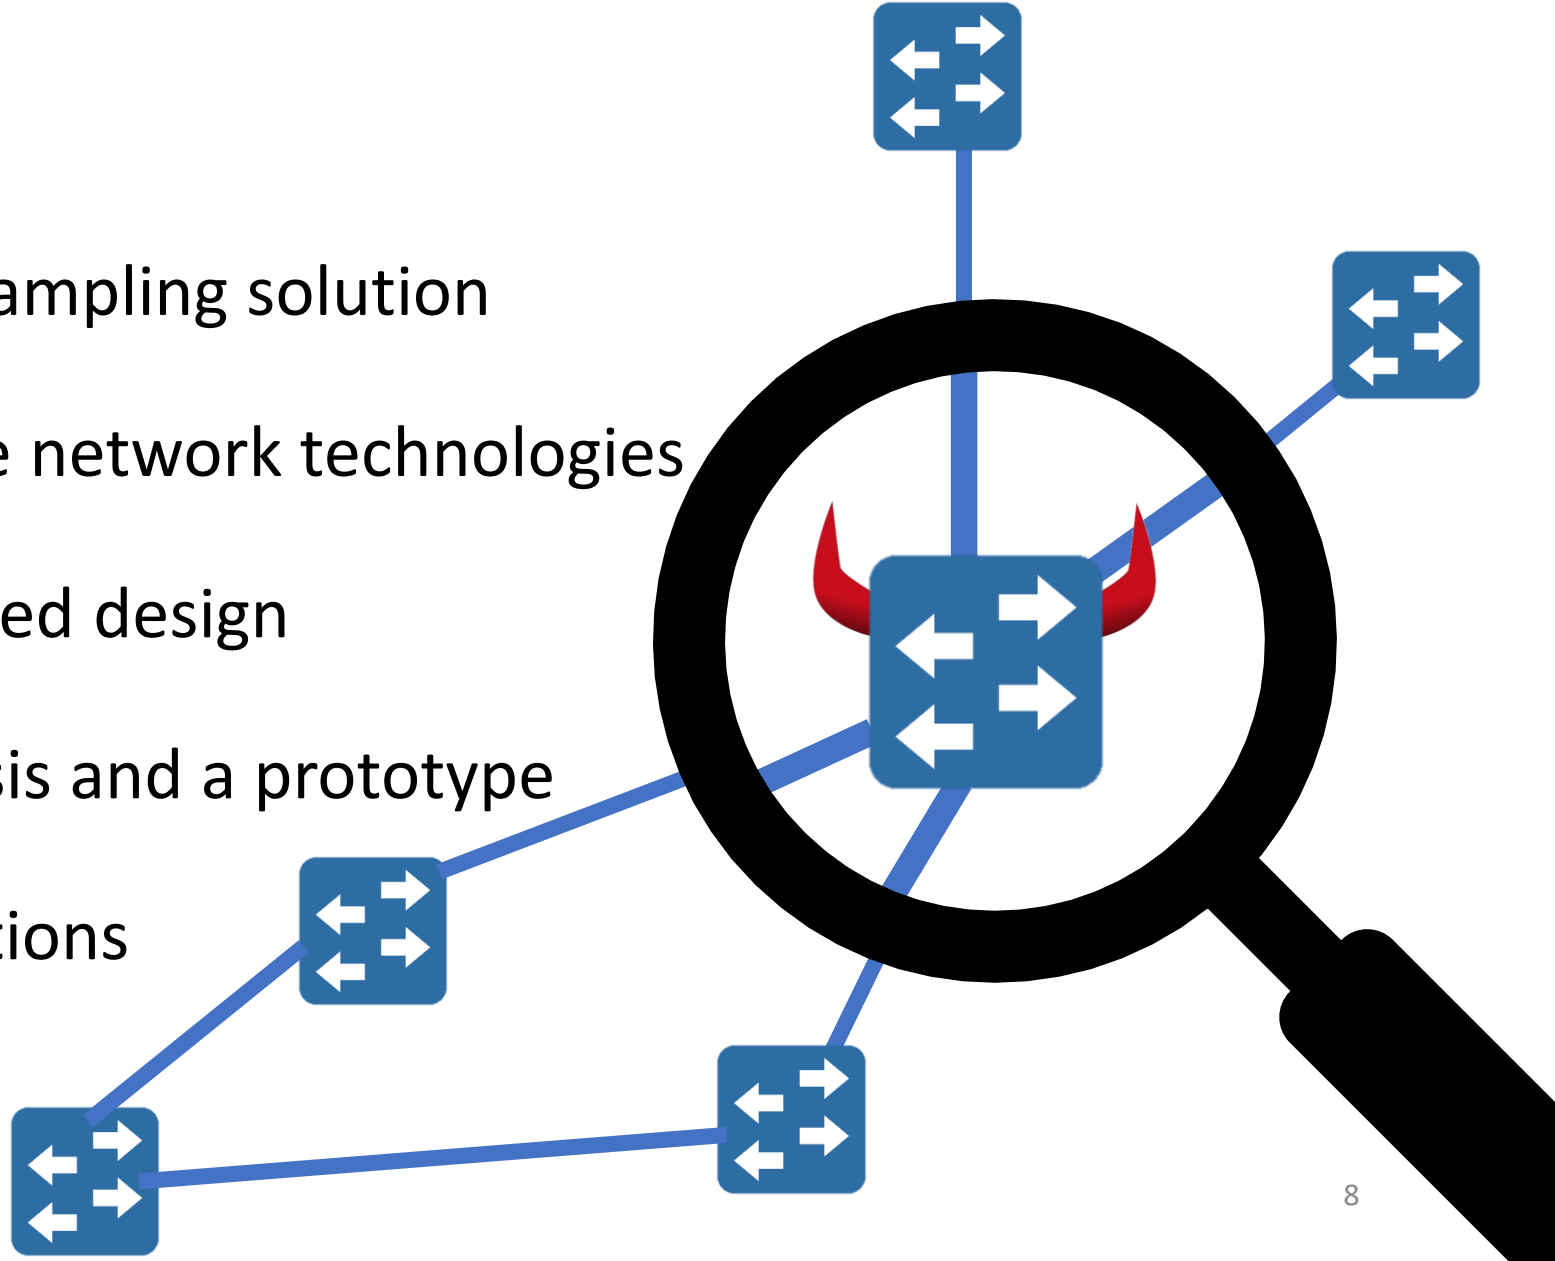 ampling solution
e network technologies
ed design
sis and a prototype
tions
8